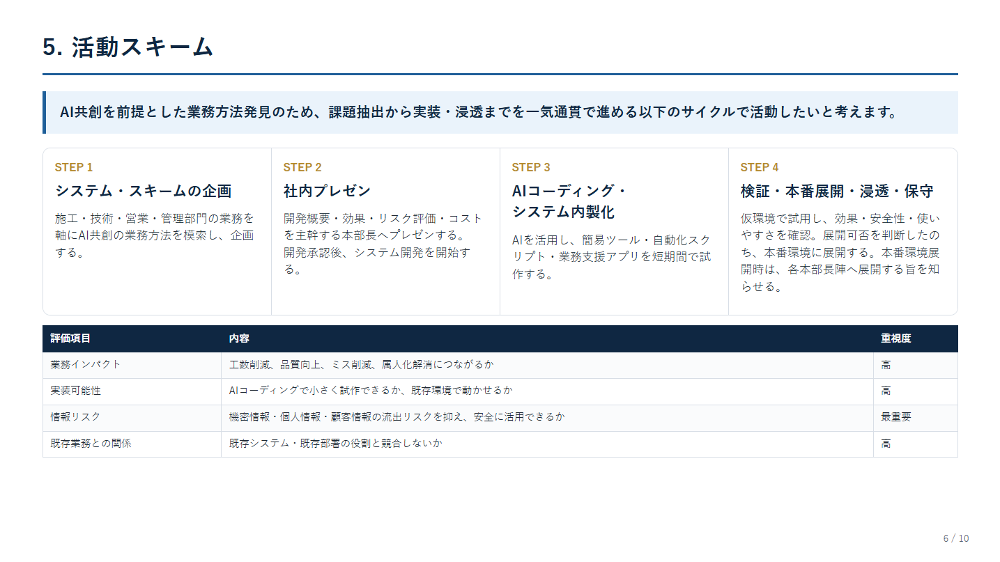 5. 活動スキーム
AI共創を前提とした業務方法発見のため、課題抽出から実装・浸透までを一気通貫で進める以下のサイクルで活動したいと考えます。
STEP 1
システム・スキームの企画
施工・技術・営業・管理部門の業務を
軸にAI共創の業務方法を模索し、企画
する。
STEP 2
社内プレゼン
開発概要・効果・リスク評価・コスト
を主幹する本部長へプレゼンする。
開発承認後、システム開発を開始す
る。
STEP 3
AIコーディング・
システム内製化
AIを活用し、簡易ツール・自動化スク
リプト・業務支援アプリを短期間で試
作する。
STEP 4
検証・本番展開・浸透・保守
仮環境で試用し、効果・安全性・使い
やすさを確認。展開可否を判断したの
ち、本番環境に展開する。本番環境展
開時は、各本部長陣へ展開する旨を知
らせる。
評価項目 内容 重視度
業務インパクト 工数削減、品質向上、ミス削減、属人化解消につながるか 高
実装可能性 AIコーディングで小さく試作できるか、既存環境で動かせるか 高
情報リスク 機密情報・個人情報・顧客情報の流出リスクを抑え、安全に活用できるか 最重要
既存業務との関係 既存システム・既存部署の役割と競合しないか 高
6 / 10